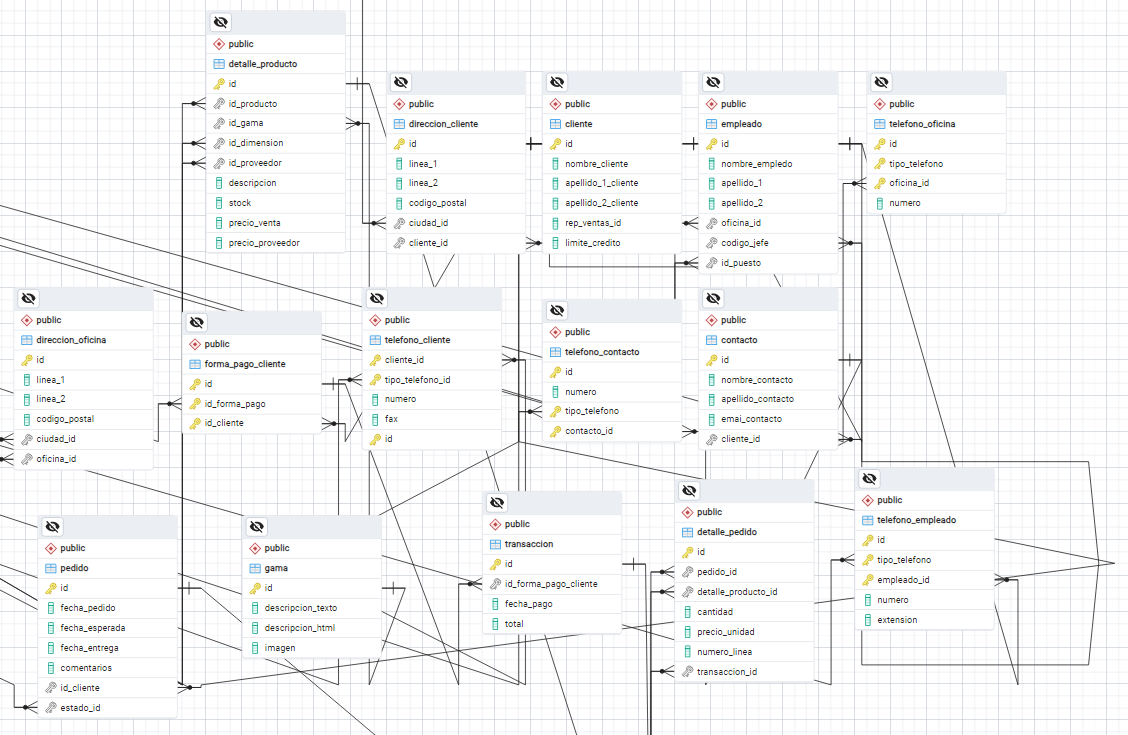 public
detalle_producto
id
id_producto
id_gama
id_dimension
id_proveedor
descripcion
stock
precio_venta
precio_proveedor
public
direccion_cliente
id
linea_1
linea_2
codigo_postal
ciudad_id
cliente_id
public
cliente
id
nombre_cliente
apellido_1_cliente
apellido_2_cliente
rep_ventas_id
limite_credito
public
empleado
id
nombre_empledo
apellido_1
apellido_2
oficina_id
codigo_jefe
id_puesto
public
telefono_oficina
id
tipo_telefono
oficina_id
numero
public
direccion_oficina
id
linea_1
linea_2
codigo_postal
ciudad_id
oficina_id
public
forma_pago_cliente
id
id_forma_pago
id_cliente
public
telefono_cliente
cliente_id
tipo_telefono_id
numero
fax
id
public
telefono_contacto
id
numero
tipo_telefono
contacto_id
public
contacto
id
nombre_contacto
apellido_contacto
emai_contacto
cliente_id
public
pedido
id
fecha_pedido
fecha_esperada
fecha_entrega
comentarios
id_cliente
estado_id
public
gama
id
descripcion_texto
descripcion_html
imagen
public
transaccion
id
id_forma_pago_cliente
fecha_pago
total
public
detalle_pedido
id
pedido_id
detalle_producto_id
cantidad
precio_unidad
numero_linea
transaccion_id
public
telefono_empleado
id
tipo_telefono
empleado_id
numero
extension